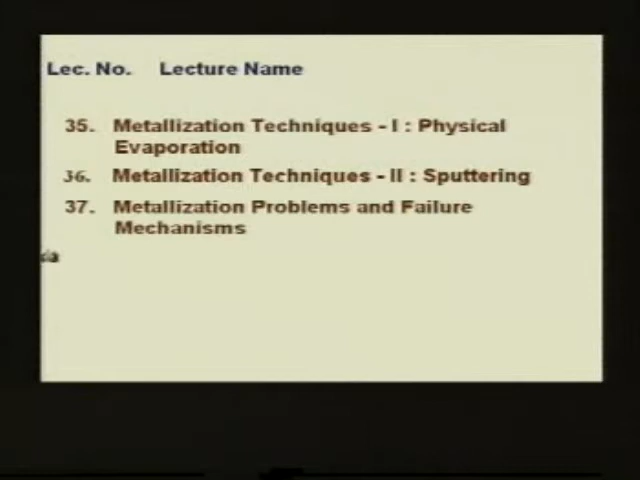 Lec. No. Lecture Name
35. Metallization Techniques - I : Physical
Evaporation
36. Metallization Techniques - II : Sputtering
37. Metallization Problems and Failure
Mechanisms